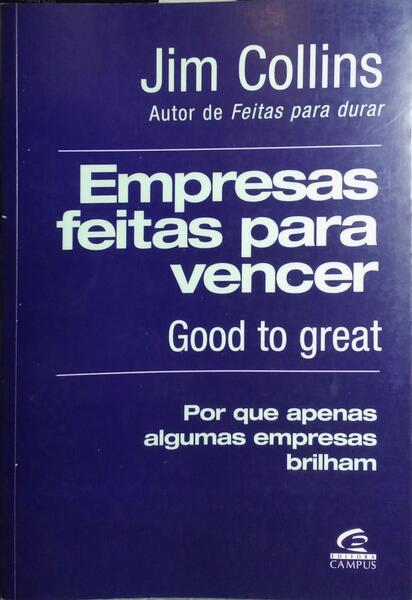 Jim Collins
Autor de Feitas para durar
Empresas
feitas para
vencer
Good to great
Por que apenas
algumas empresas
brilham
EDITORA
CAMPUS